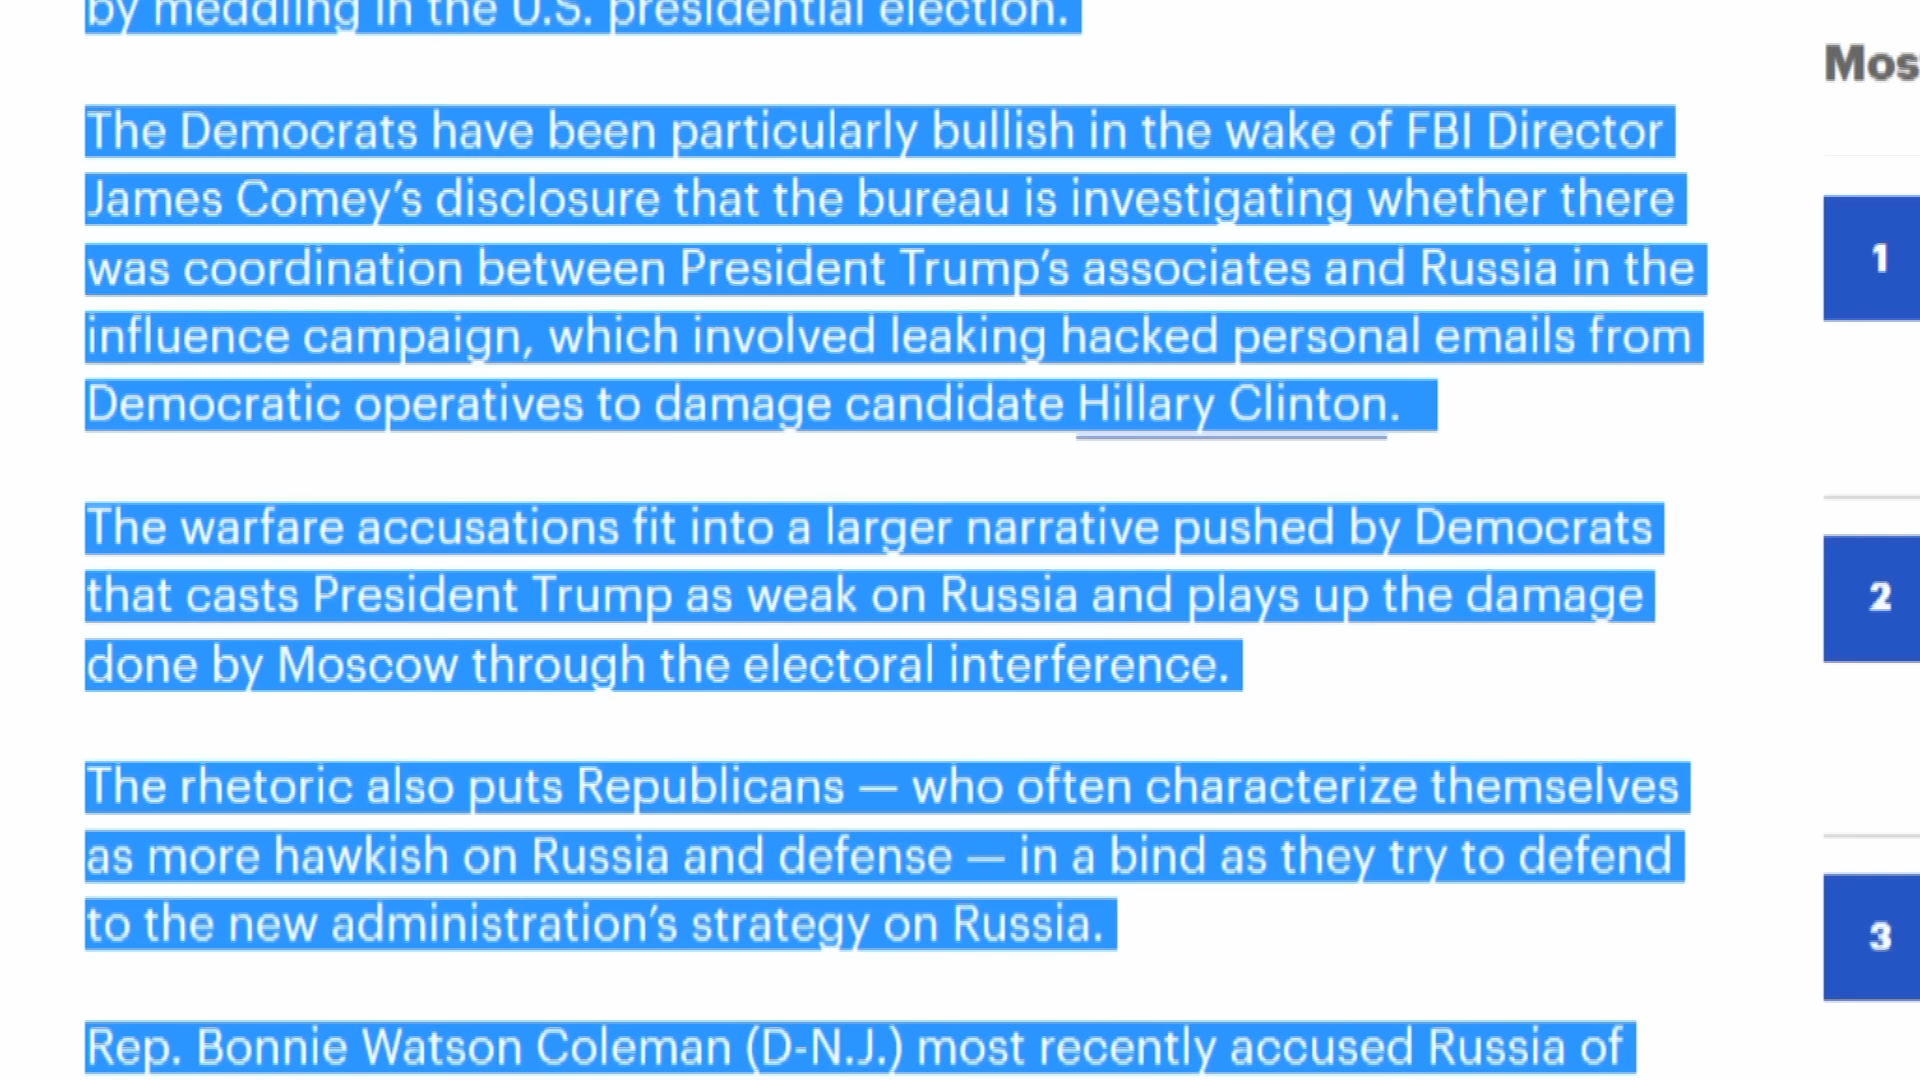 by meddling in the U.S. presidential election.
The Democrats have been particularly bullish in the wake of FBI Director
James Comey’s disclosure that the bureau is investigating whether there
was coordination between President Trump’s associates and Russia in the
influence campaign, which involved leaking hacked personal emails from
Democratic operatives to damage candidate Hillary Clinton.
The warfare accusations fit into a larger narrative pushed by Democrats
that casts President Trump as weak on Russia and plays up the damage
done by Moscow through the electoral interference.
The rhetoric also puts Republicans — who often characterize themselves
as more hawkish on Russia and defense — in a bind as they try to defend
to the new administration’s strategy on Russia.
Rep. Bonnie Watson Coleman (D-N.J.) most recently accused Russia of
Mos
1
2
3